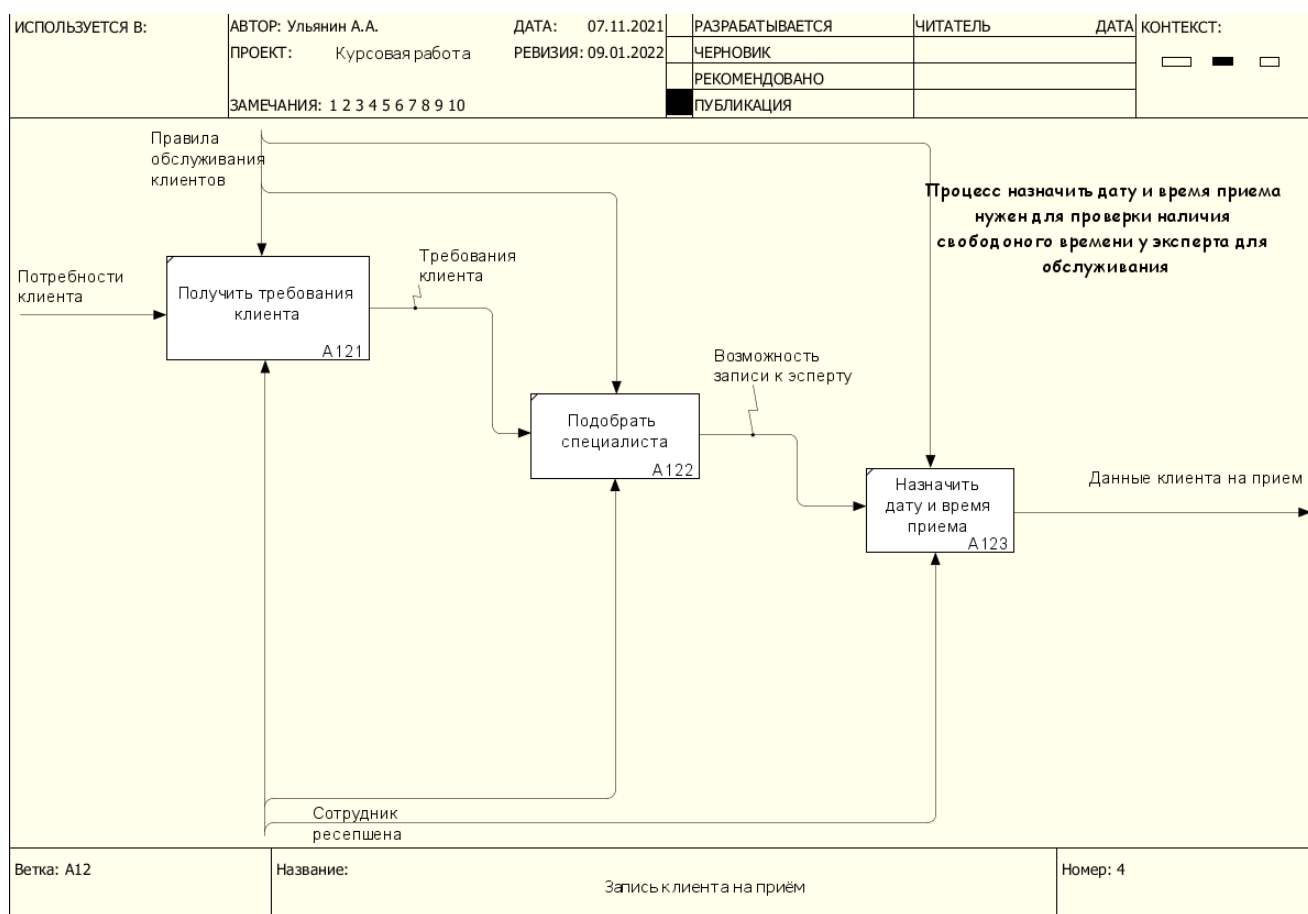 ИСПОЛЬЗУЕТСЯ В:
АВТОР: Ульянин А.А.
ДАТА: 07.11.2021
ПРОЕКТ: Курсовая работа
РЕВИЗИЯ: 09.01.2022
ЗАМЕЧАНИЯ: 1 2 3 4 5 6 7 8 9 10
РАЗРАБАТЫВАЕТСЯ
ЧЕРНОВИК
РЕКОМЕНДОВАНО
ПУБЛИКАЦИЯ
ЧИТАТЕЛЬ
ДАТА
КОНТЕКСТ:
Правила
обслуживания
клиентов
Процесс назначить дату и время приема
нужен для проверки наличия
свободоного времени у эксперта для
обслуживания
Потребности
клиента
Получить требования
клиента
A121
Требования
клиента
Возможность
записи к эсперту
Подобрать
специалиста
A122
Назначить
дату и время
приема
A123
Данные клиента на прием
Сотрудник
ресепшена
Ветка: A12
Название:
Запись клиента на приём
Номер: 4